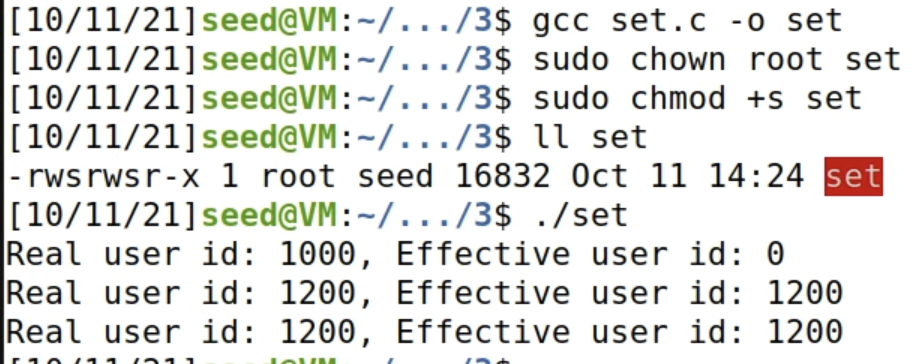 [10/11/21]seed@VM:~/.../3$ gcc set.c -o set
[10/11/21]seed@VM:~/.../3$ sudo chown root set
[10/11/21]seed@VM:~/.../3$ sudo chmod +s set
[10/11/21]seed@VM:~/.../3$ ll set
-rwsrwsr-x 1 root seed 16832 Oct 11 14:24 set
[10/11/21]seed@VM:~/.../3$ ./set
Real user id: 1000, Effective user id: 0
Real user id: 1200, Effective user id: 1200
Real user id: 1200, Effective user id: 1200